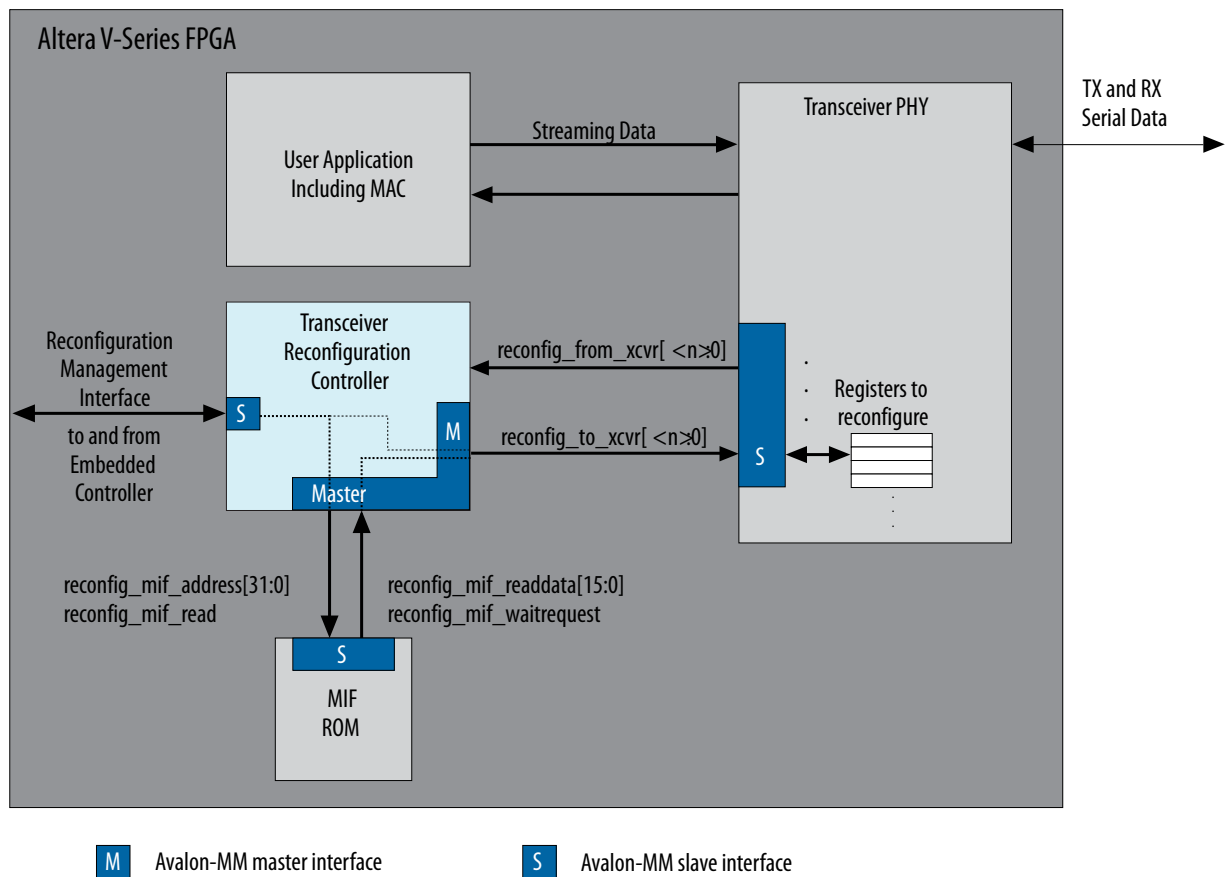 Altera V-Series FPGA
User Application
Including MAC
Streaming Data
Transceiver PHY
TX and RX
Serial Data
Reconfiguration
Management
Interface
to and from
Embedded
Controller
Transceiver
Reconfiguration
Controller
S
M
Master
reconfig_from_xcvr[ <n>:0]
reconfig_to_xcvr[ <n>:0]
S
Registers to
reconfigure
reconfig_mif_address[31:0]
reconfig_mif_read
reconfig_mif_readdata[15:0]
reconfig_mif_waitrequest
S
MIF
ROM
M Avalon-MM master interface
S Avalon-MM slave interface